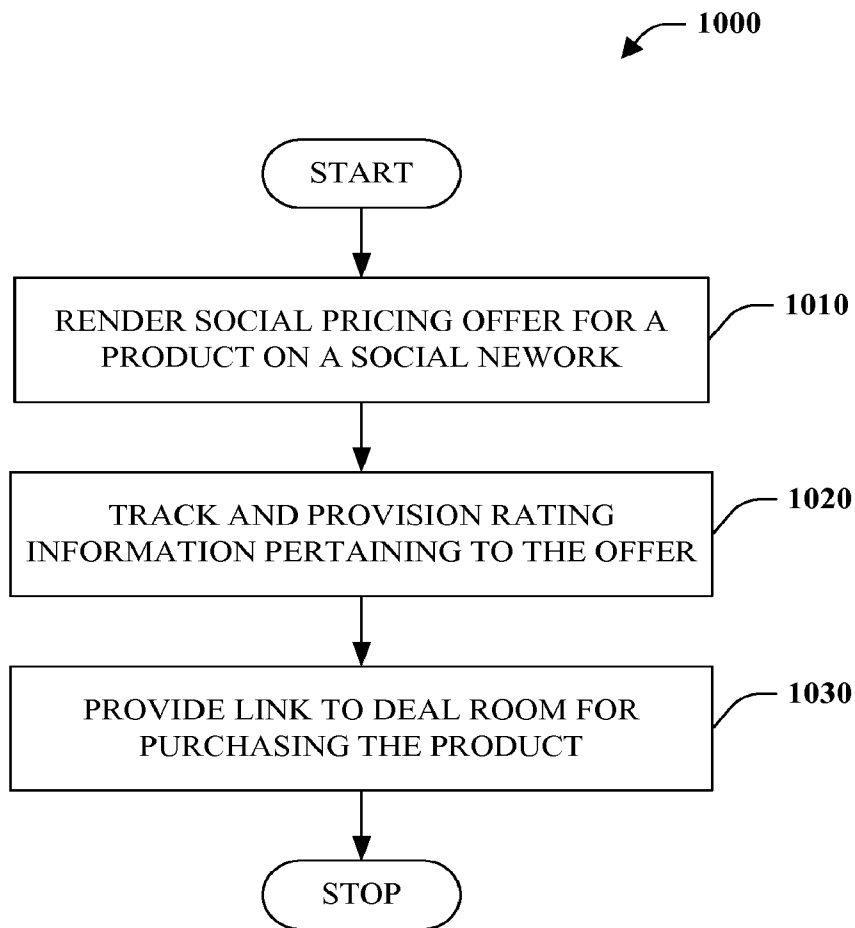 1000
START
RENDER SOCIAL PRICING OFFER FOR A
PRODUCT ON A SOCIAL NEWORK
1010
TRACK AND PROVISION RATING
INFORMATION PERTAINING TO THE OFFER
1020
PROVIDE LINK TO DEAL ROOM FOR
PURCHASING THE PRODUCT
1030
STOP